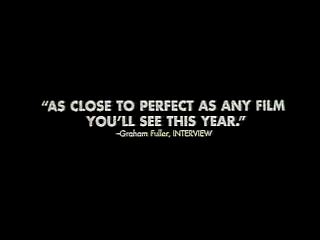 “AS CLOSE TO PERFECT AS ANY FILM
YOU’LL SEE THIS YEAR.”
–Graham Fuller, INTERVIEW